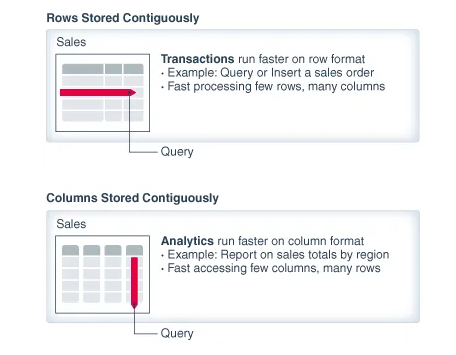 Rows Stored Contiguously
Sales
Transactions run faster on row format
• Example: Query or Insert a sales order
• Fast processing few rows, many columns
Query
Columns Stored Contiguously
Sales
Analytics run faster on column format
• Example: Report on sales totals by region
• Fast accessing few columns, many rows
Query